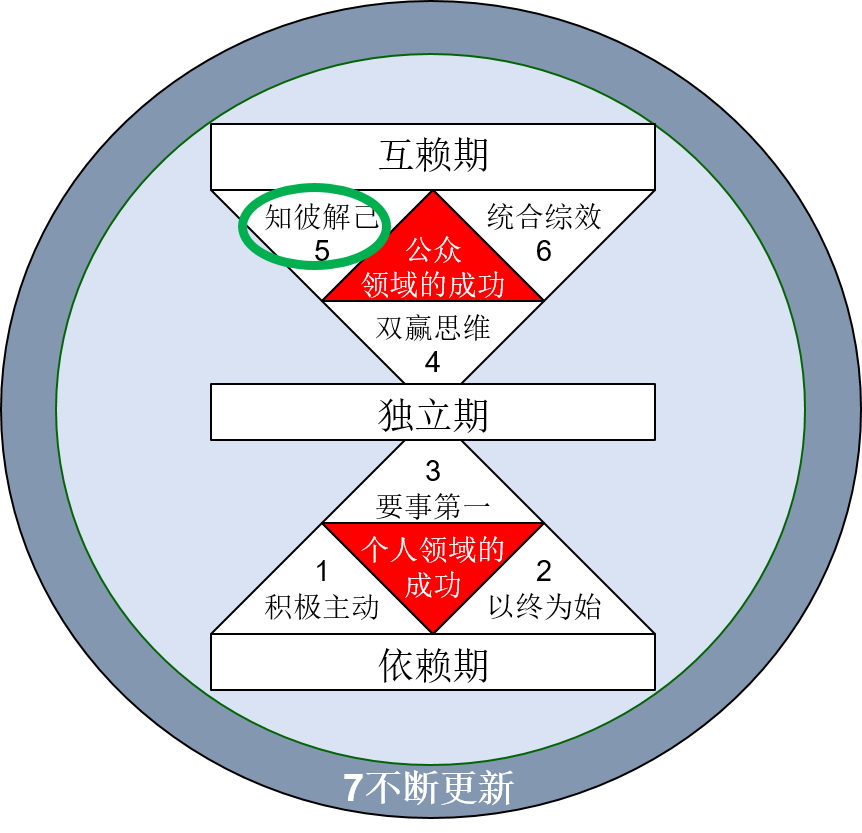 互赖期
知彼解己
5
公众
领域的成功
统合综效
6
双赢思维
4
独立期
3
要事第一
个人领域的
成功
1
积极主动
2
以终为始
依赖期
7不断更新